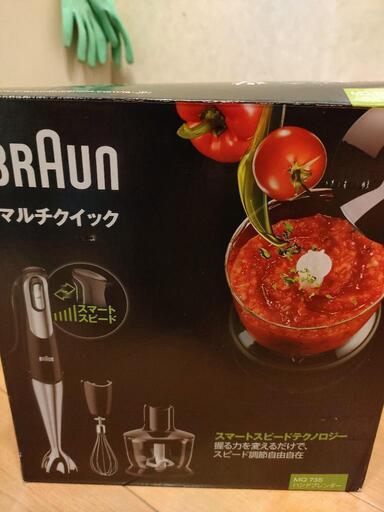 BRAUN
マルチクイック
スマート
スピード
BRAUN
スマートスピードテクノロジー
握る力を変えるだけで、
スピード調節自由自在
MQ 735
ハンドブレンダー